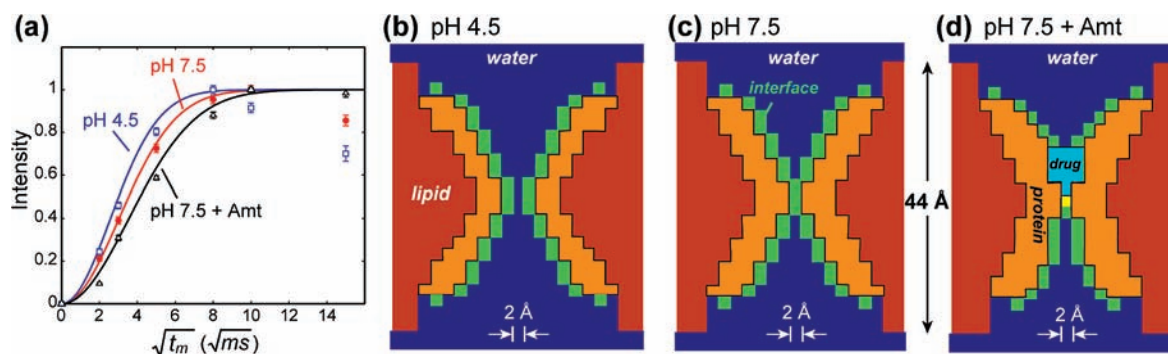 (a)
(b) pH 4.5
(c) pH 7.5
(d) pH 7.5 + Amt
Intensity
1
0.8
0.6
0.4
0.2
0
pH 7.5
pH 4.5
pH 7.5 + Amt
0 2 4 6 8 10 12 14
√tm (√ms)
water
lipid
2 Å
water
interface
2 Å
44 Å
water
drug
protein
2 Å